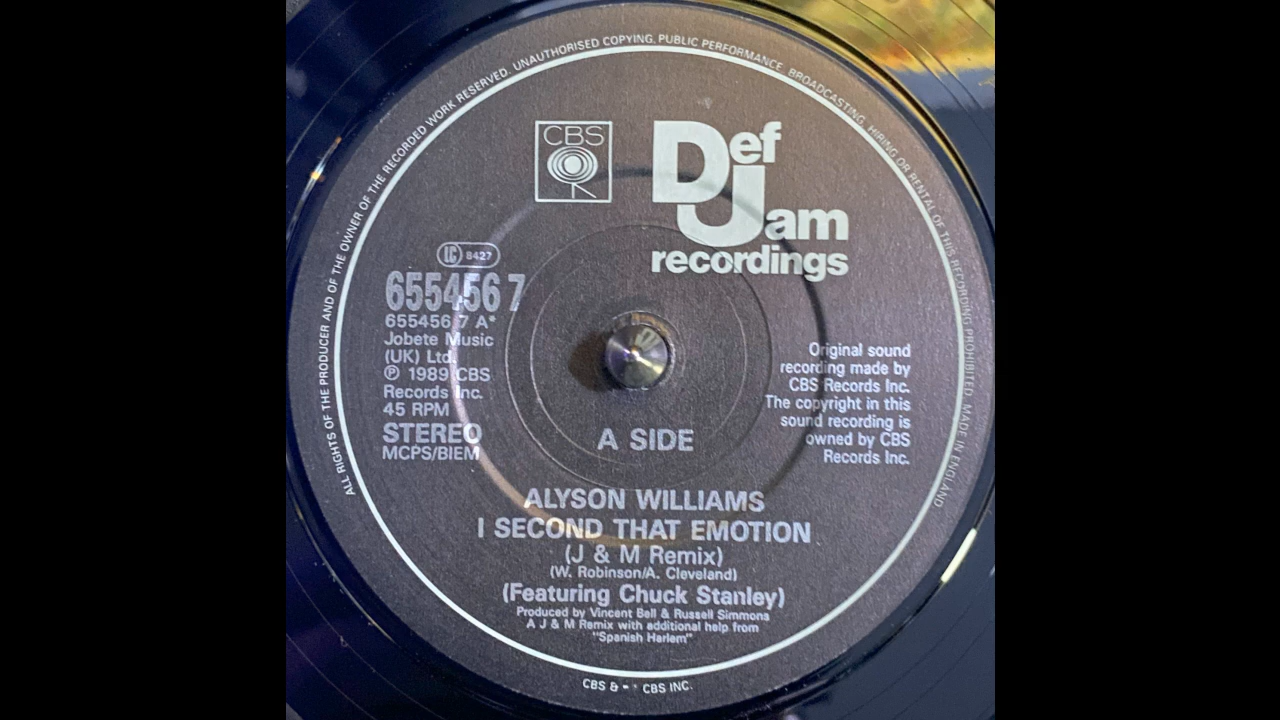 ALL RIGHTS OF THE PRODUCER AND OF THE OWNER OF THE RECORDED WORK RESERVED. UNAUTHORISED COPYING, PUBLIC PERFORMANCE, BROADCASTING, HIRING OR RENTAL OF THIS RECORDING PROHIBITED. MADE IN ENGLAND
CBS
Def
Jam
recordings
LC 8427
655456 7
655456 7 A*
Jobete Music
(UK) Ltd.
℗ 1989 CBS
Records Inc.
45 RPM
STEREO
MCPS/BIEM
Original sound
recording made by
CBS Records Inc.
The copyright in this
sound recording is
owned by CBS
Records Inc.
A SIDE
ALYSON WILLIAMS
I SECOND THAT EMOTION
(J & M Remix)
(W. Robinson/A. Cleveland)
(Featuring Chuck Stanley)
Produced by Vincent Bell & Russell Simmons
A J & M Remix with additional help from
"Spanish Harlem"
CBS & CBS INC.